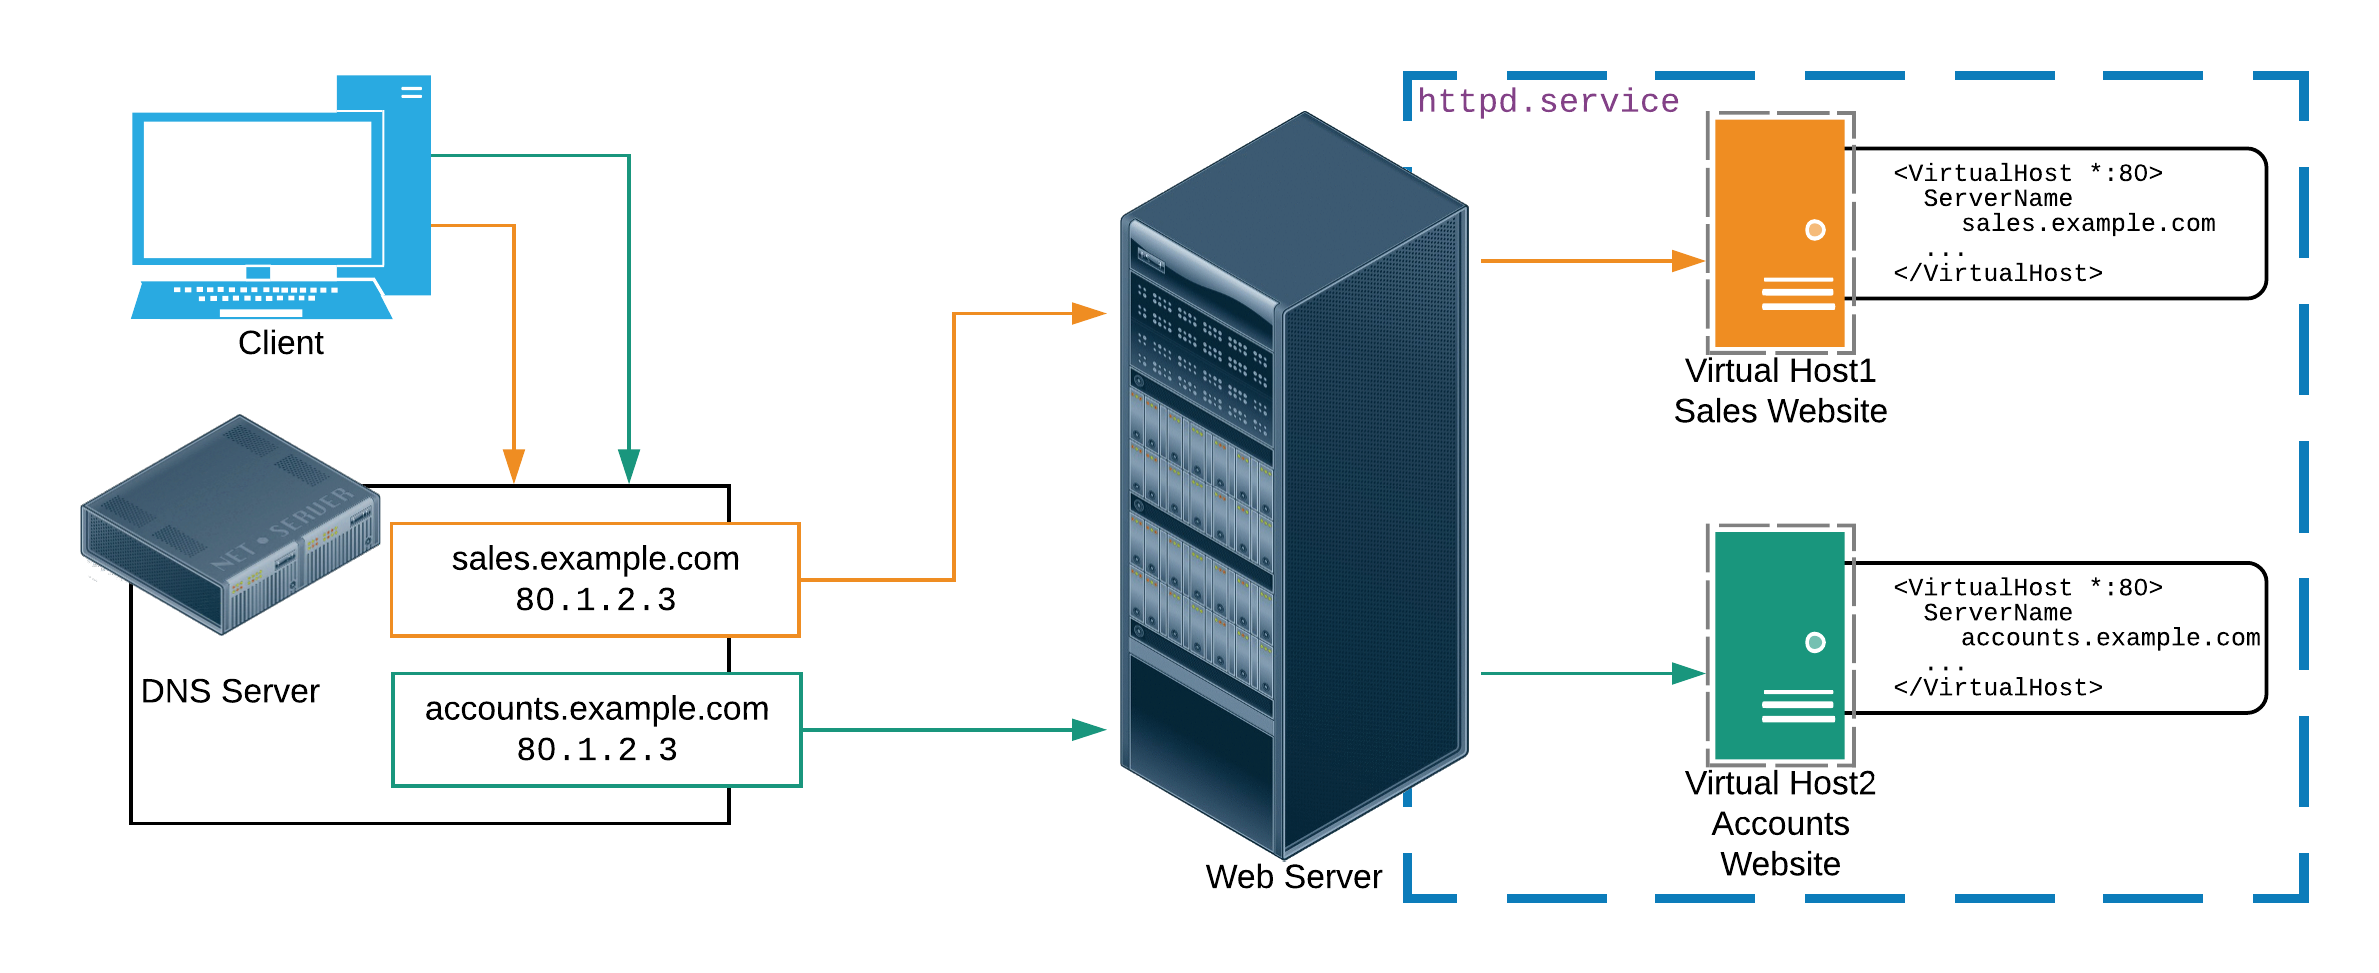 Client
NET • SERVER
DNS Server
sales.example.com
80.1.2.3
accounts.example.com
80.1.2.3
Web Server
httpd.service
<VirtualHost *:80>
ServerName
sales.example.com
...
</VirtualHost>
Virtual Host1
Sales Website
<VirtualHost *:80>
ServerName
accounts.example.com
...
</VirtualHost>
Virtual Host2
Accounts
Website